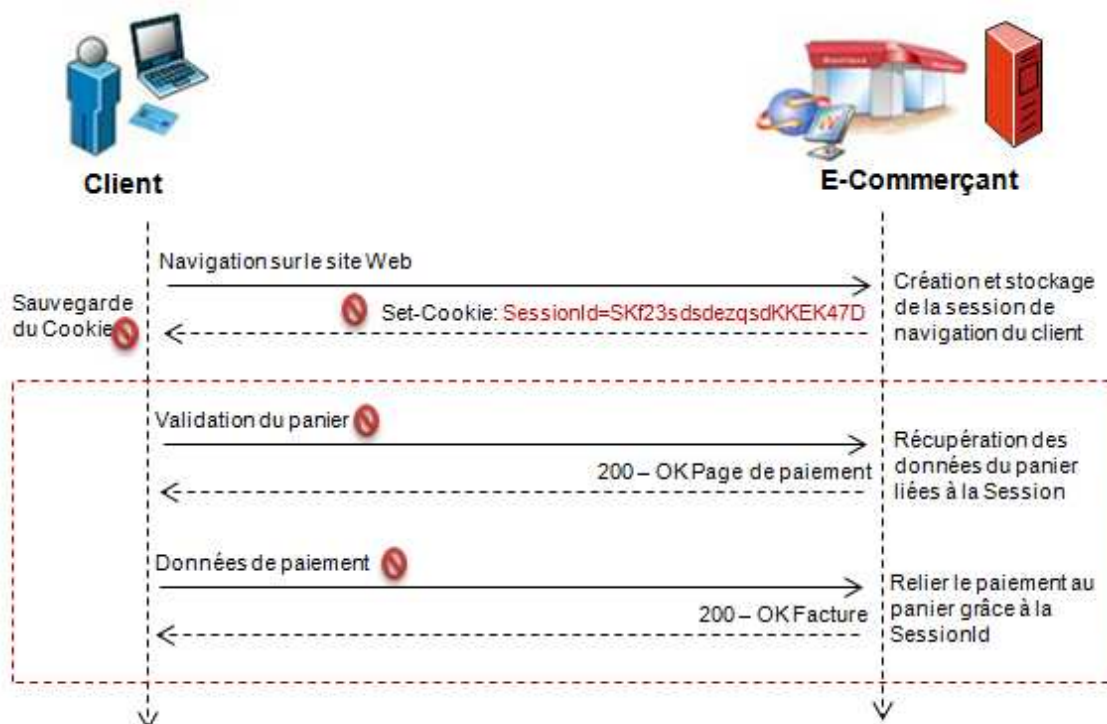 Client
E-Commerçant
Navigation sur le site Web
Création et stockage
de la session de
navigation du client
Sauvegarde
du Cookie
Set-Cookie: SessionId=SKf23sdsdezqsdKKEK47D
Validation du panier
Récupération des
données du panier
liées à la Session
200 – OK Page de paiement
Données de paiement
Relier le paiement au
panier grâce à la
SessionId
200 – OK Facture